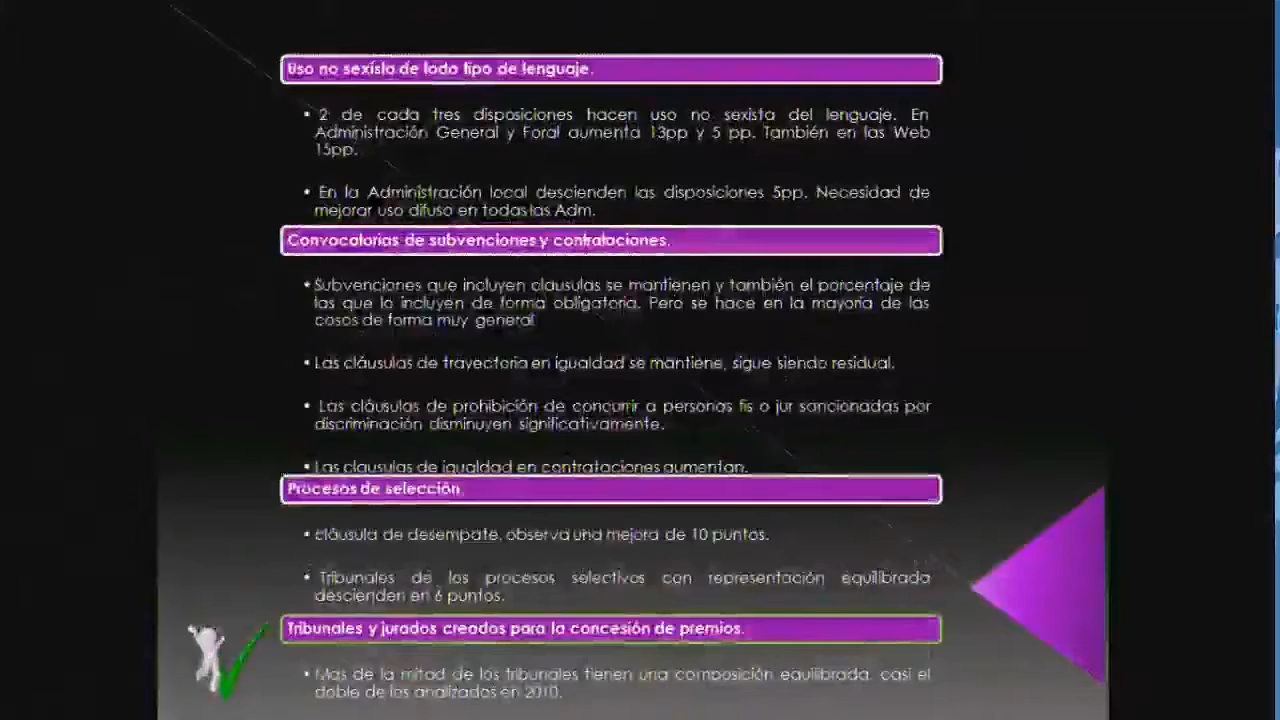 Uso no sexista de todo tipo de lenguaje.
• 2 de cada tres disposiciones hacen uso no sexista del lenguaje. En
Administración General y Foral aumenta 13pp y 5 pp. También en las Web
15pp.
• En la Administración local descienden las disposiciones 5pp. Necesidad de
mejorar uso difuso en todas las Adm.
Convocatorias de subvenciones y contrataciones.
• Subvenciones que incluyen clausulas se mantienen y también el porcentaje de
las que lo incluyen de forma obligatoria. Pero se hace en la mayoría de las
casos de forma muy general
• Las cláusulas de trayectoria en igualdad se mantiene, sigue siendo residual.
• Las cláusulas de prohibición de concurrir a personas fis o jur sancionadas por
discriminación disminuyen significativamente.
• Las clausulas de igualdad en contrataciones aumentan.
Procesos de selección.
• cláusula de desempate, observa una mejora de 10 puntos.
• Tribunales de los procesos selectivos con representación equilibrada
descienden en 6 puntos.
Tribunales y jurados creados para la concesión de premios.
• Mas de la mitad de los tribunales tienen una composición equilibrada, casi el
doble de los analizados en 2010.